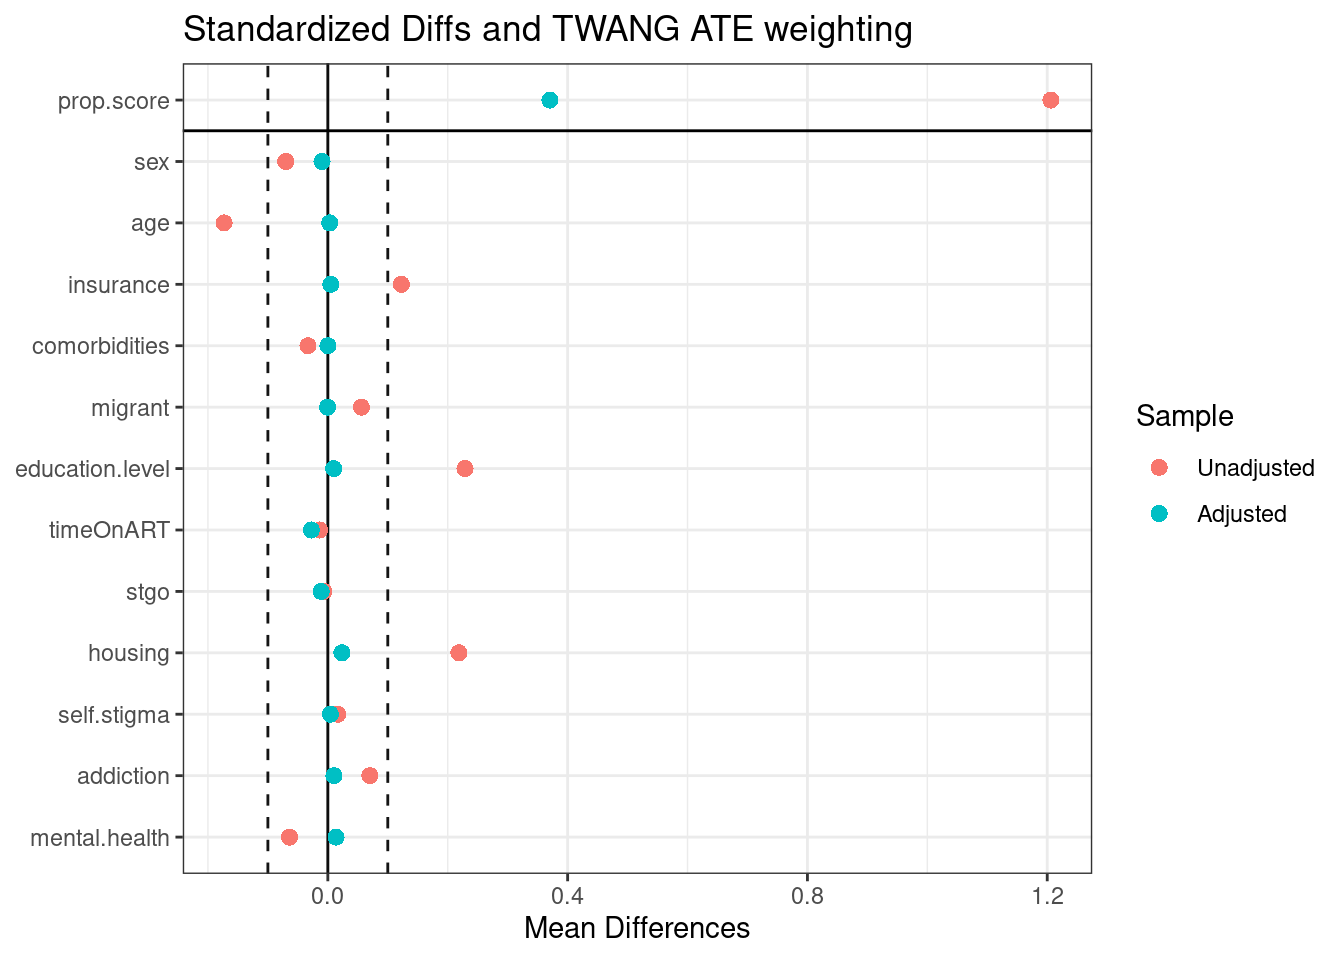 Standardized Diffs and TWANG ATE weighting
prop.score
sex
age
insurance
comorbidities
migrant
education.level
timeOnART
stgo
housing
self.stigma
addiction
mental.health
0.0 0.4 0.8 1.2
Mean Differences
Sample
Unadjusted
Adjusted